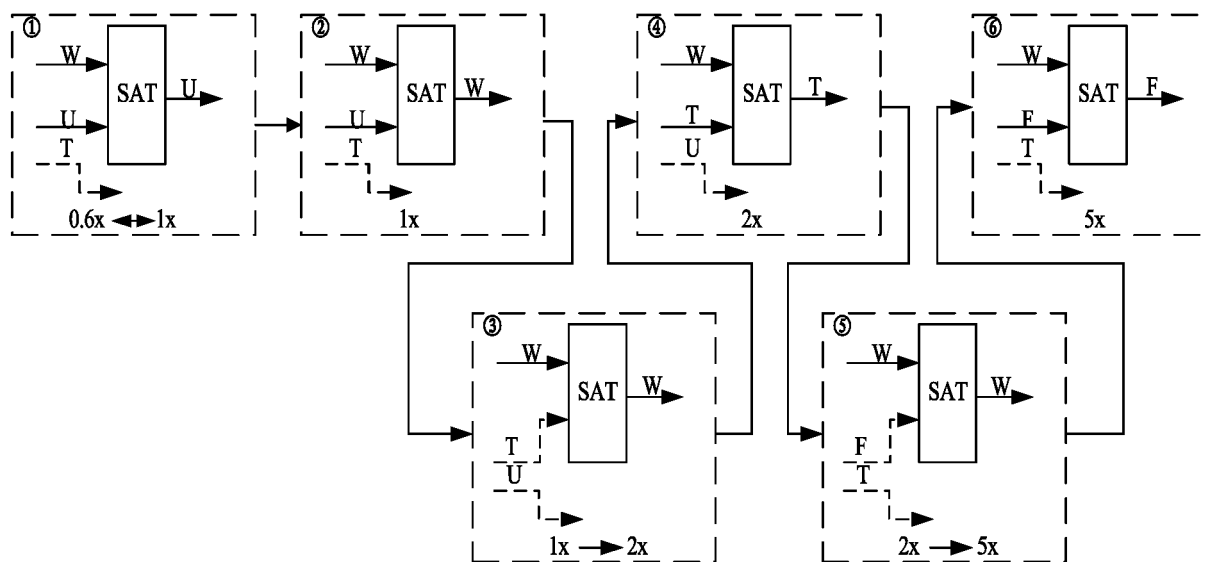 ①
W
SAT
U
U
T
0.6x ↔ 1x
②
W
SAT
W
U
T
1x
④
W
SAT
T
T
U
2x
⑥
W
SAT
F
F
T
5x
③
W
SAT
W
T
U
1x → 2x
⑤
W
SAT
W
F
T
2x → 5x